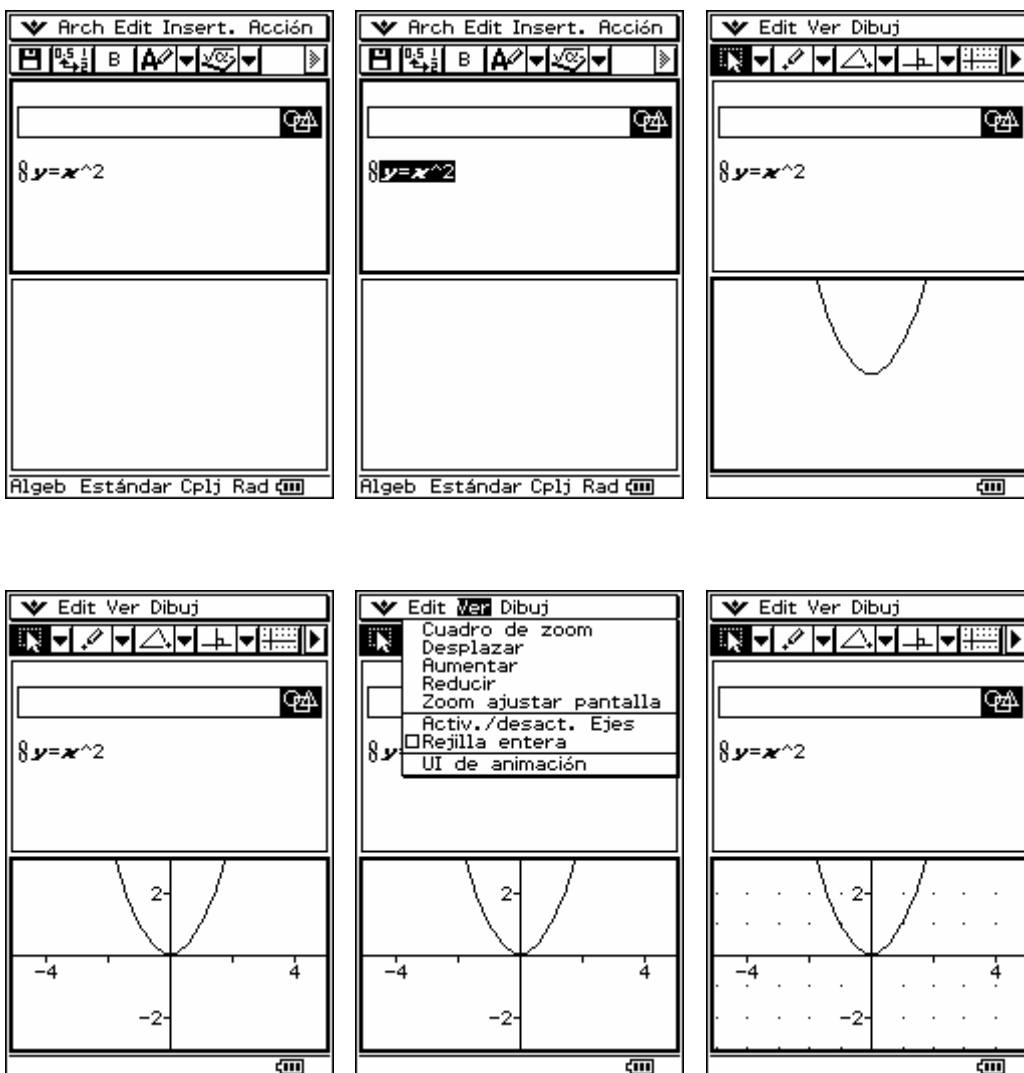 Arch Edit Insert. Acción
B
y=x^2
Algeb Estándar Cplj Rad
Arch Edit Insert. Acción
B
y=x^2
Algeb Estándar Cplj Rad
Edit Ver Dibuj
y=x^2
Edit Ver Dibuj
y=x^2
2
-4 4
-2
Edit Ver Dibuj
Cuadro de zoom
Desplazar
Aumentar
Reducir
Zoom ajustar pantalla
Activ./desact. Ejes
Rejilla entera
UI de animación
y=
2
-4 4
-2
Edit Ver Dibuj
y=x^2
2
-4 4
-2